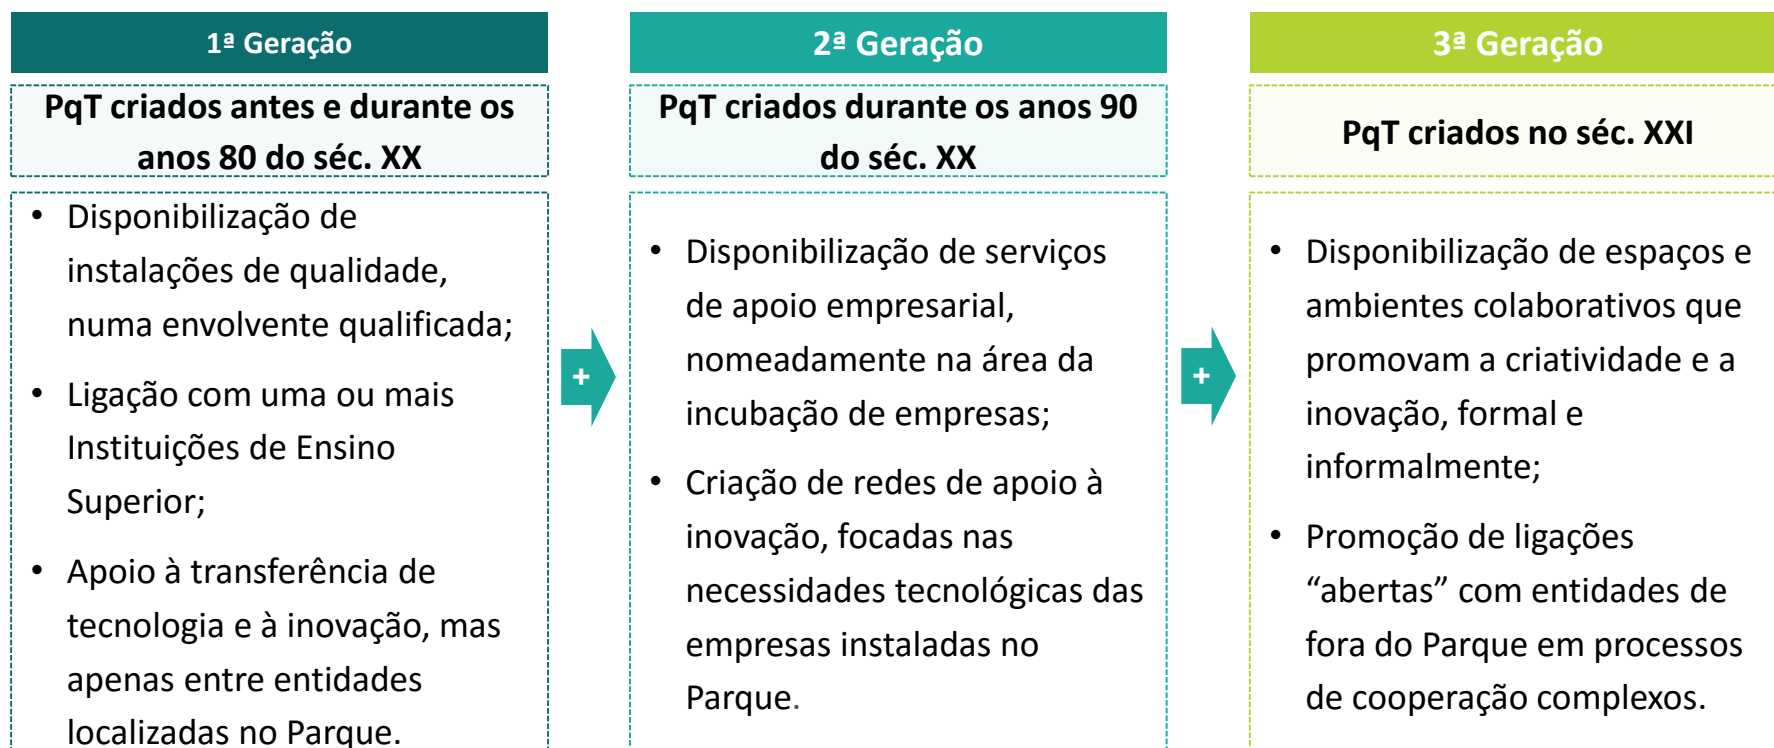 1ª Geração
PqT criados antes e durante os
anos 80 do séc. XX
• Disponibilização de
instalações de qualidade,
numa envolvente qualificada;
• Ligação com uma ou mais
Instituições de Ensino
Superior;
• Apoio à transferência de
tecnologia e à inovação, mas
apenas entre entidades
localizadas no Parque.
+
2ª Geração
PqT criados durante os anos 90
do séc. XX
• Disponibilização de serviços
de apoio empresarial,
nomeadamente na área da
incubação de empresas;
• Criação de redes de apoio à
inovação, focadas nas
necessidades tecnológicas das
empresas instaladas no
Parque.
+
3ª Geração
PqT criados no séc. XXI
• Disponibilização de espaços e
ambientes colaborativos que
promovam a criatividade e a
inovação, formal e
informalmente;
• Promoção de ligações
“abertas” com entidades de
fora do Parque em processos
de cooperação complexos.